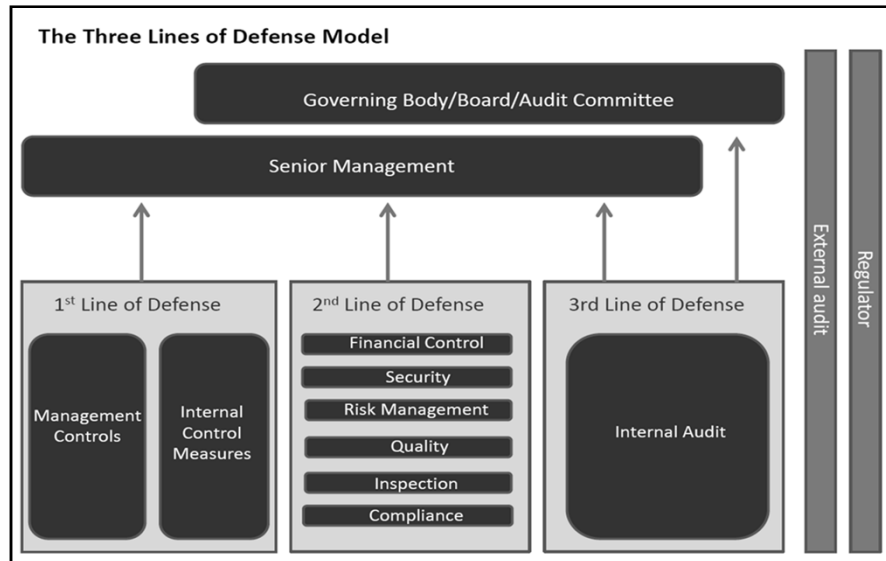 The Three Lines of Defense Model
Governing Body/Board/Audit Committee
Senior Management
1st Line of Defense
Management
Controls
Internal
Control
Measures
2nd Line of Defense
Financial Control
Security
Risk Management
Quality
Inspection
Compliance
3rd Line of Defense
Internal Audit
External audit
Regulator